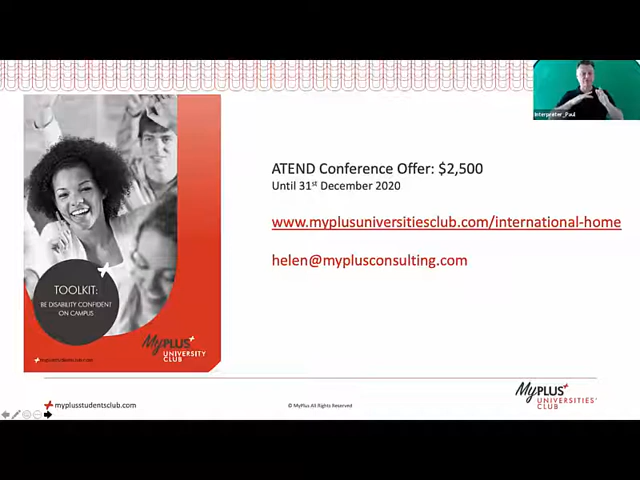 Interpreter_Paul
ATEND Conference Offer: $2,500
Until 31st December 2020
www.myplusuniversitiesclub.com/international-home
helen@myplusconsulting.com
TOOLKIT:
BE DISABILITY CONFIDENT
ON CAMPUS
MyPLUS
UNIVERSITY
CLUB
myplusstudentsclub.com
© MyPlus All Rights Reserved
MyPLUS
UNIVERSITIES'
CLUB